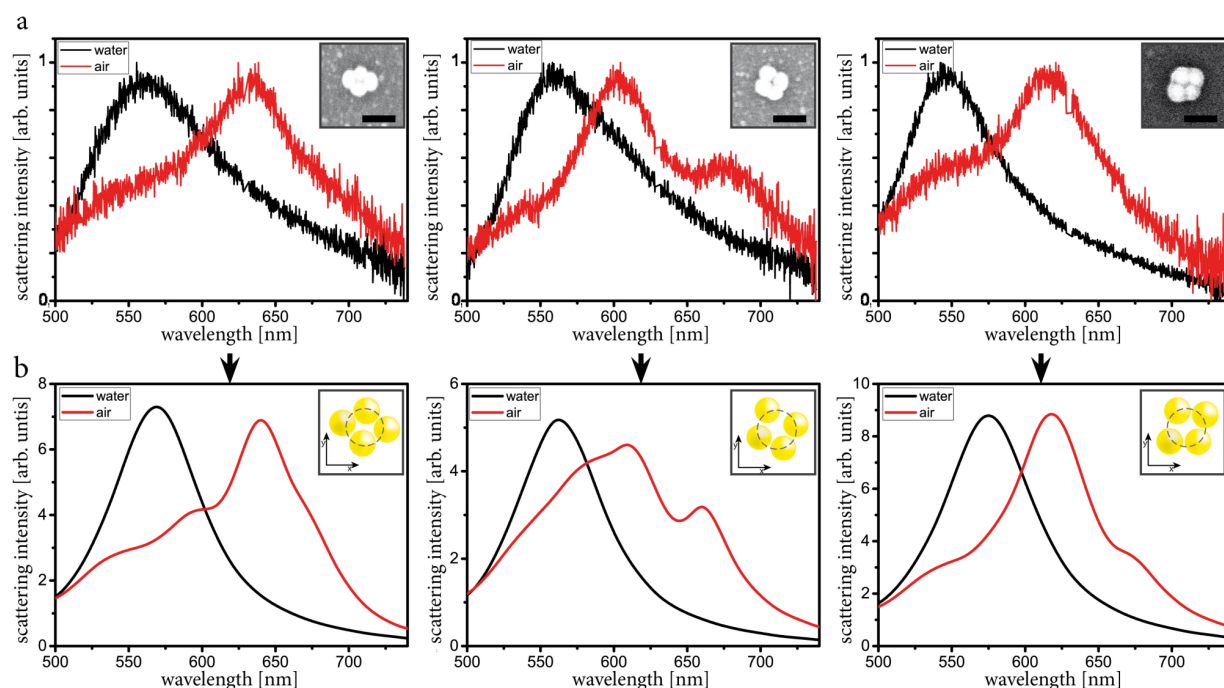 a
water
air
scattering intensity [arb. units]
1
0
500
550
600
650
700
wavelength [nm]
water
air
scattering intensity [arb. units]
1
0
500
550
600
650
700
wavelength [nm]
water
air
scattering intensity [arb. units]
1
0
500
550
600
650
700
wavelength [nm]
b
water
air
scattering intensity [arb. untis]
8
6
4
2
0
y
x
500
550
600
650
700
wavelength [nm]
water
air
scattering intensity [arb. units]
6
4
2
0
y
x
500
550
600
650
700
wavelength [nm]
water
air
scattering intensity [arb. units]
10
8
6
4
2
0
y
x
500
550
600
650
700
wavelength [nm]